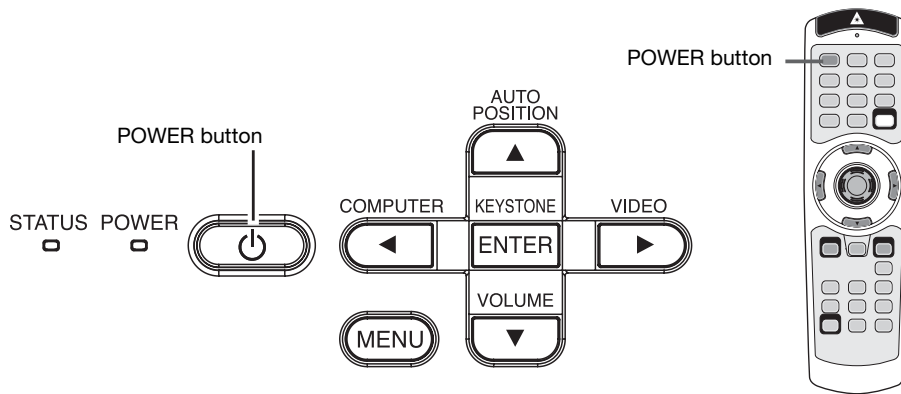 POWER button
AUTO
POSITION
POWER button
COMPUTER
KEYSTONE
VIDEO
STATUS
POWER
ENTER
VOLUME
MENU